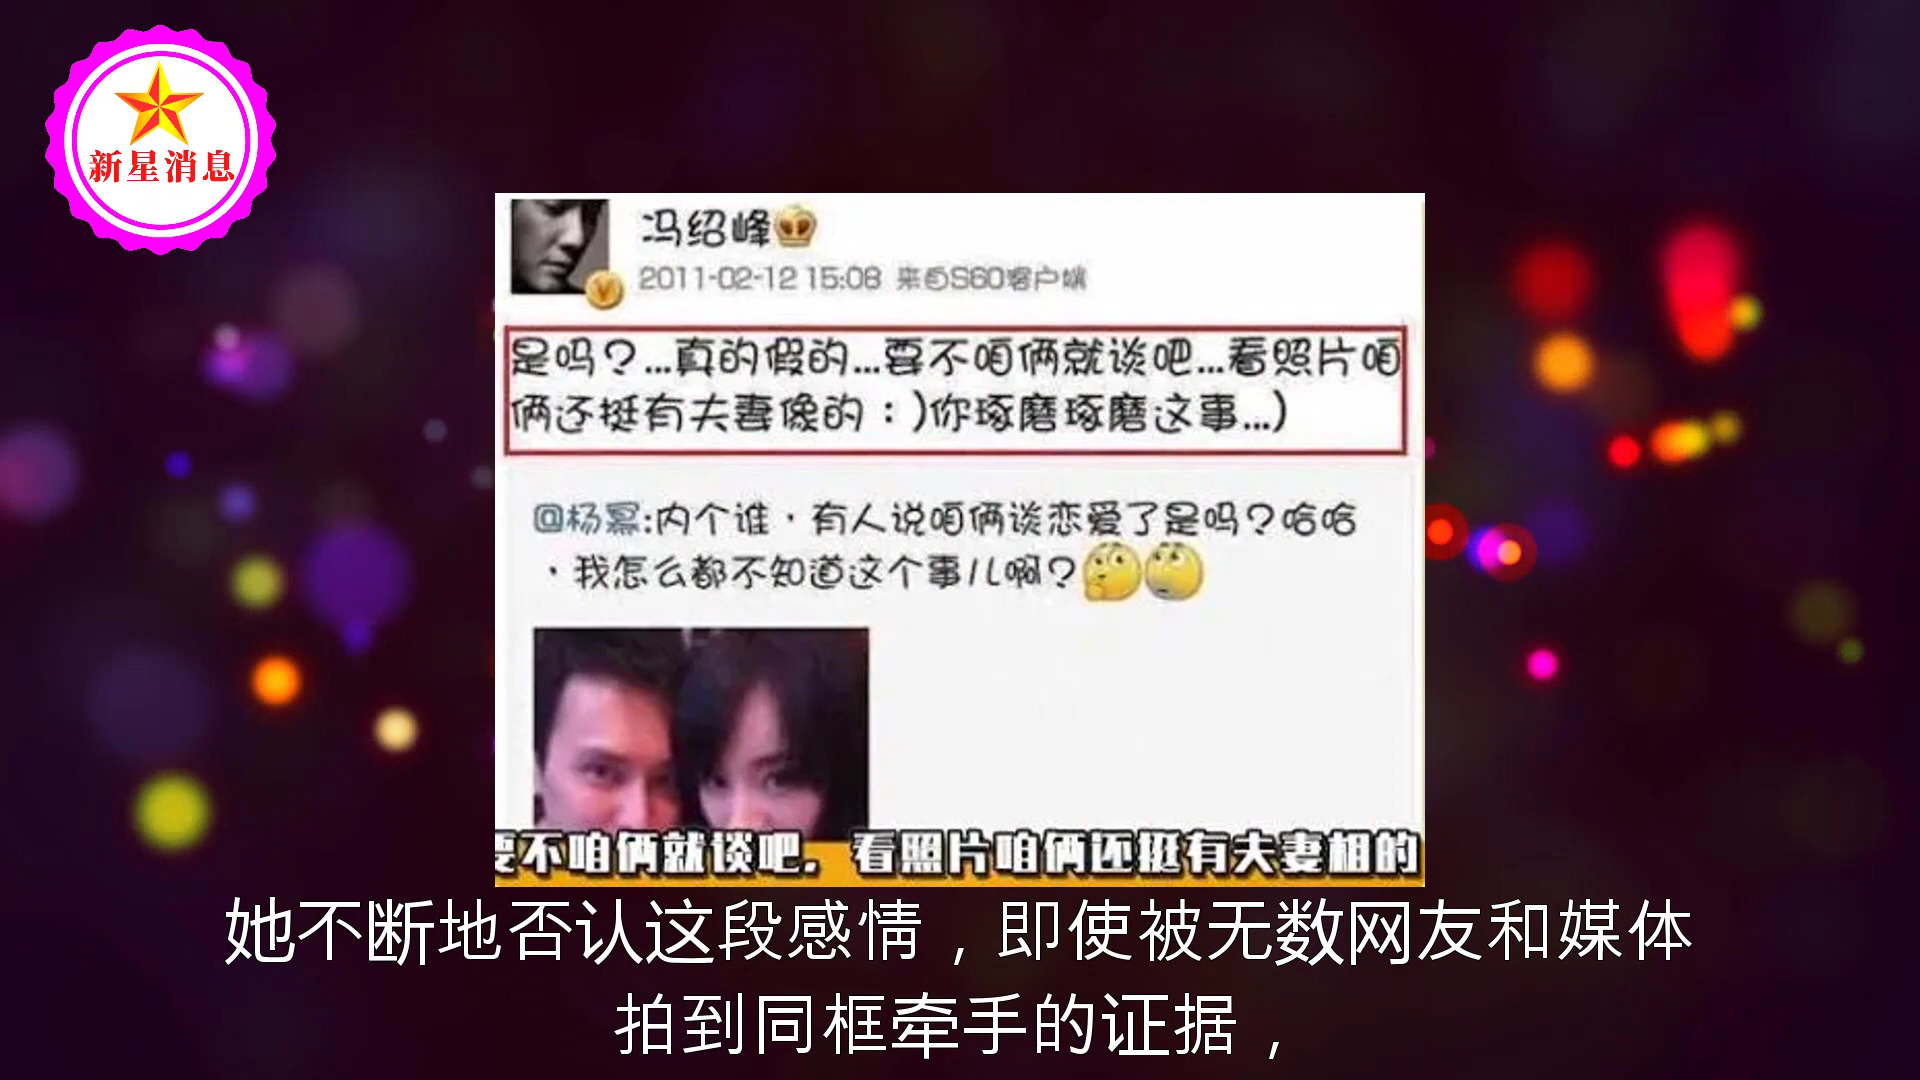 新星消息
冯绍峰
2011-02-12 15:08 来自S60客户端
是吗？...真的假的...要不咱俩就谈吧...看照片咱
俩还挺有夫妻像的：)你琢磨琢磨这事...)
@杨幂:内个谁·有人说咱俩谈恋爱了是吗？哈哈
·我怎么都不知道这个事儿啊？
要不咱俩就谈吧，看照片咱俩还挺有夫妻相的
她不断地否认这段感情，即使被无数网友和媒体
拍到同框牵手的证据，